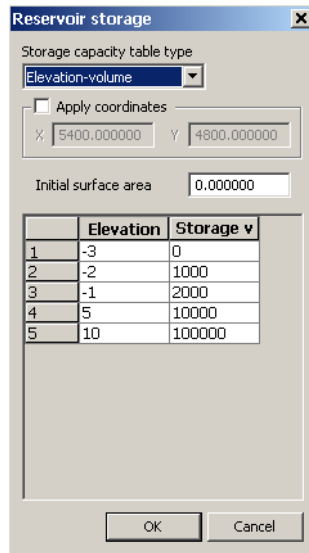 Reservoir storage
Storage capacity table type
Elevation-volume
Apply coordinates
X 5400.000000 Y 4800.000000
Initial surface area 0.000000
Elevation Storage v
1 -3 0
2 -2 1000
3 -1 2000
4 5 10000
5 10 100000
OK Cancel